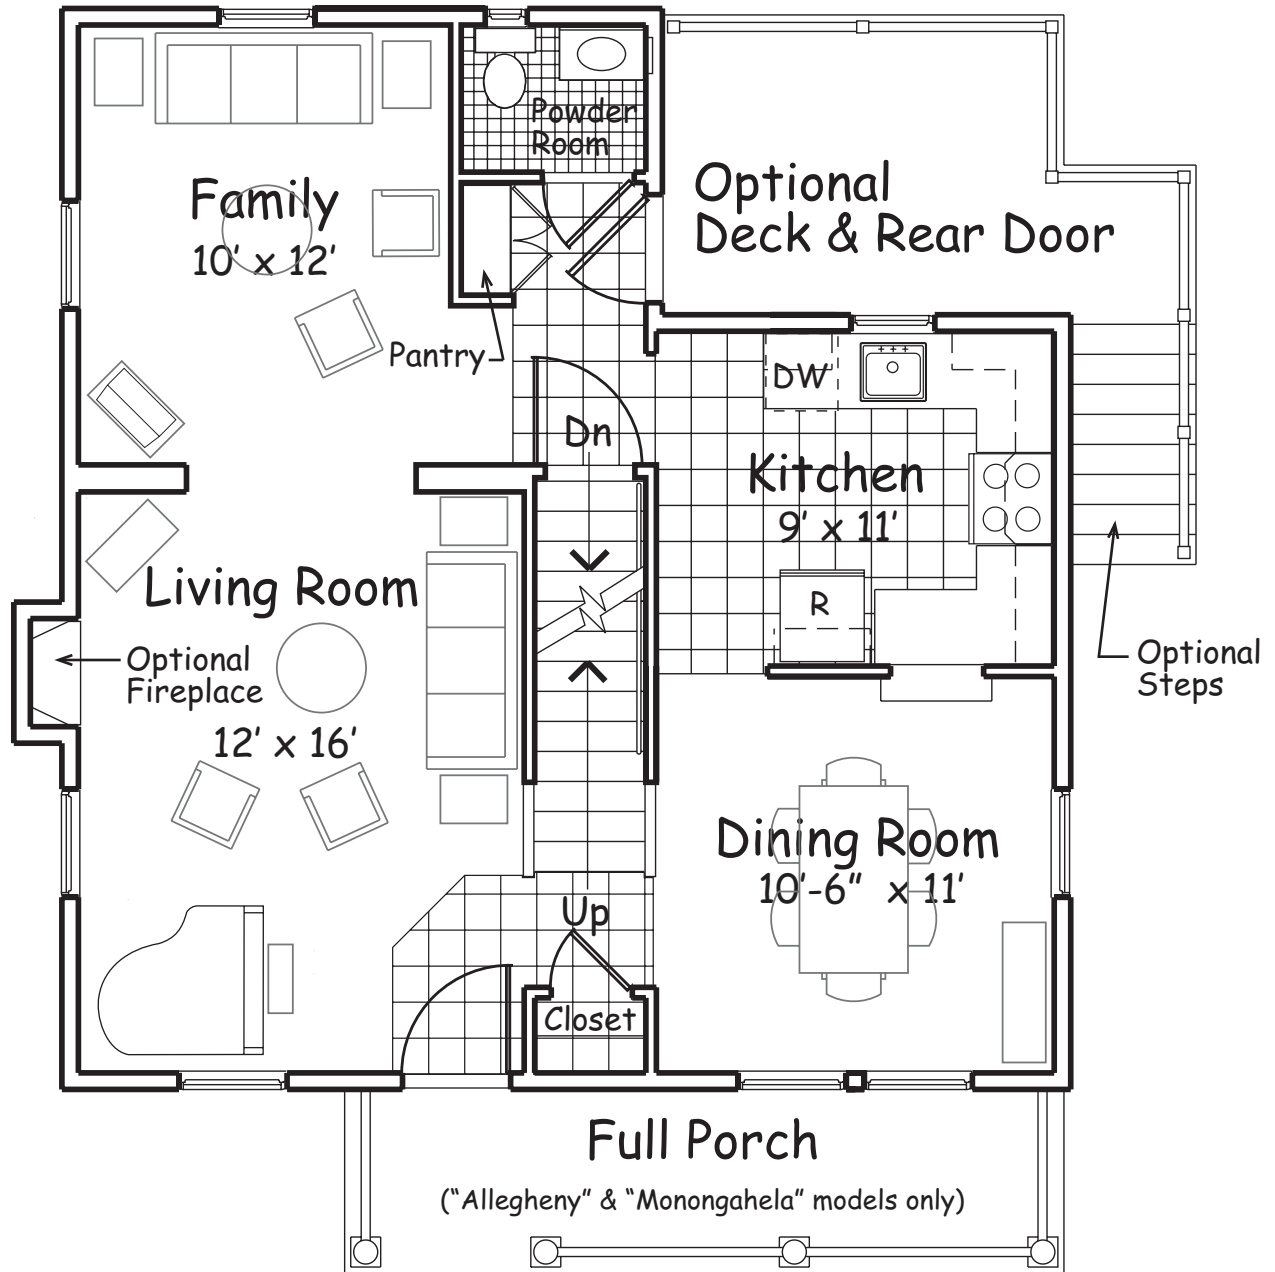 Powder
Room
Family
10' x 12'
Optional
Deck & Rear Door
Pantry
DW
Dn
Kitchen
9' x 11'
R
Living Room
Optional
Fireplace
12' x 16'
Optional
Steps
Dining Room
10'-6" x 11'
Up
Closet
Full Porch
("Allegheny" & "Monongahela" models only)